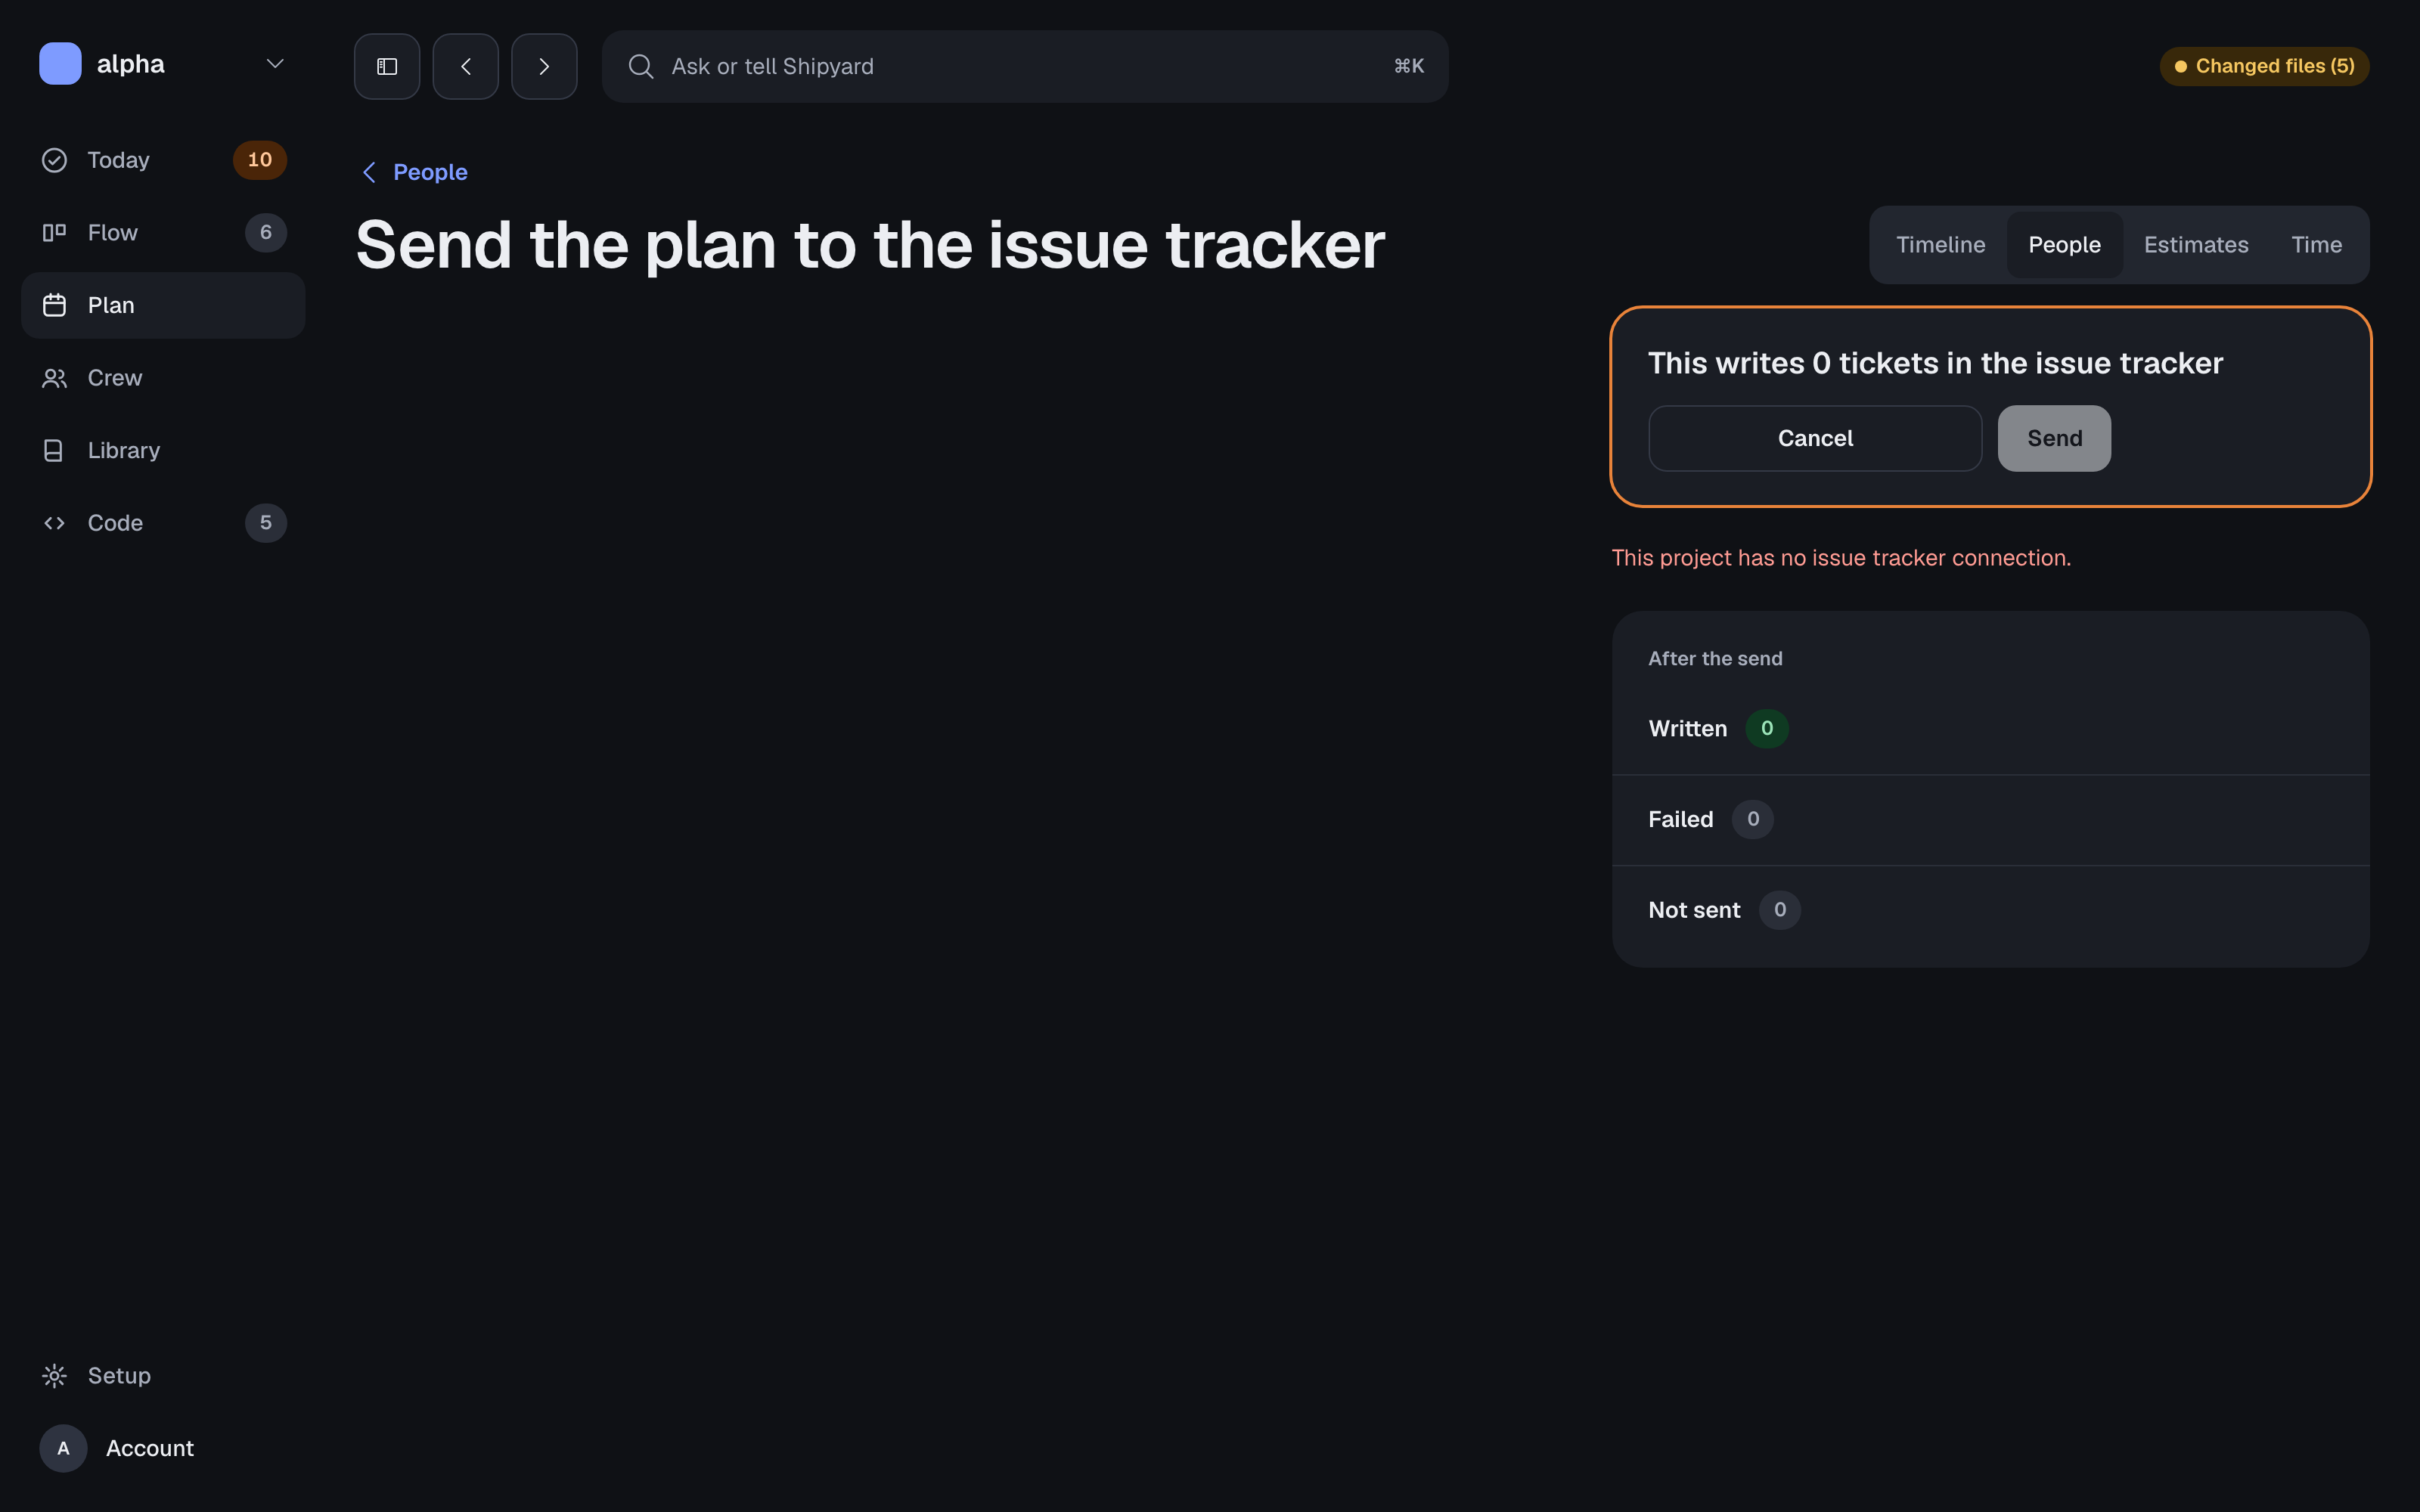 alpha
Ask or tell Shipyard
⌘K
Changed files (5)
Today
10
Flow
6
Plan
Crew
Library
Code
5
Setup
A
Account
People
Send the plan to the issue tracker
Timeline
People
Estimates
Time
This writes 0 tickets in the issue tracker
Cancel
Send
This project has no issue tracker connection.
After the send
Written
0
Failed
0
Not sent
0